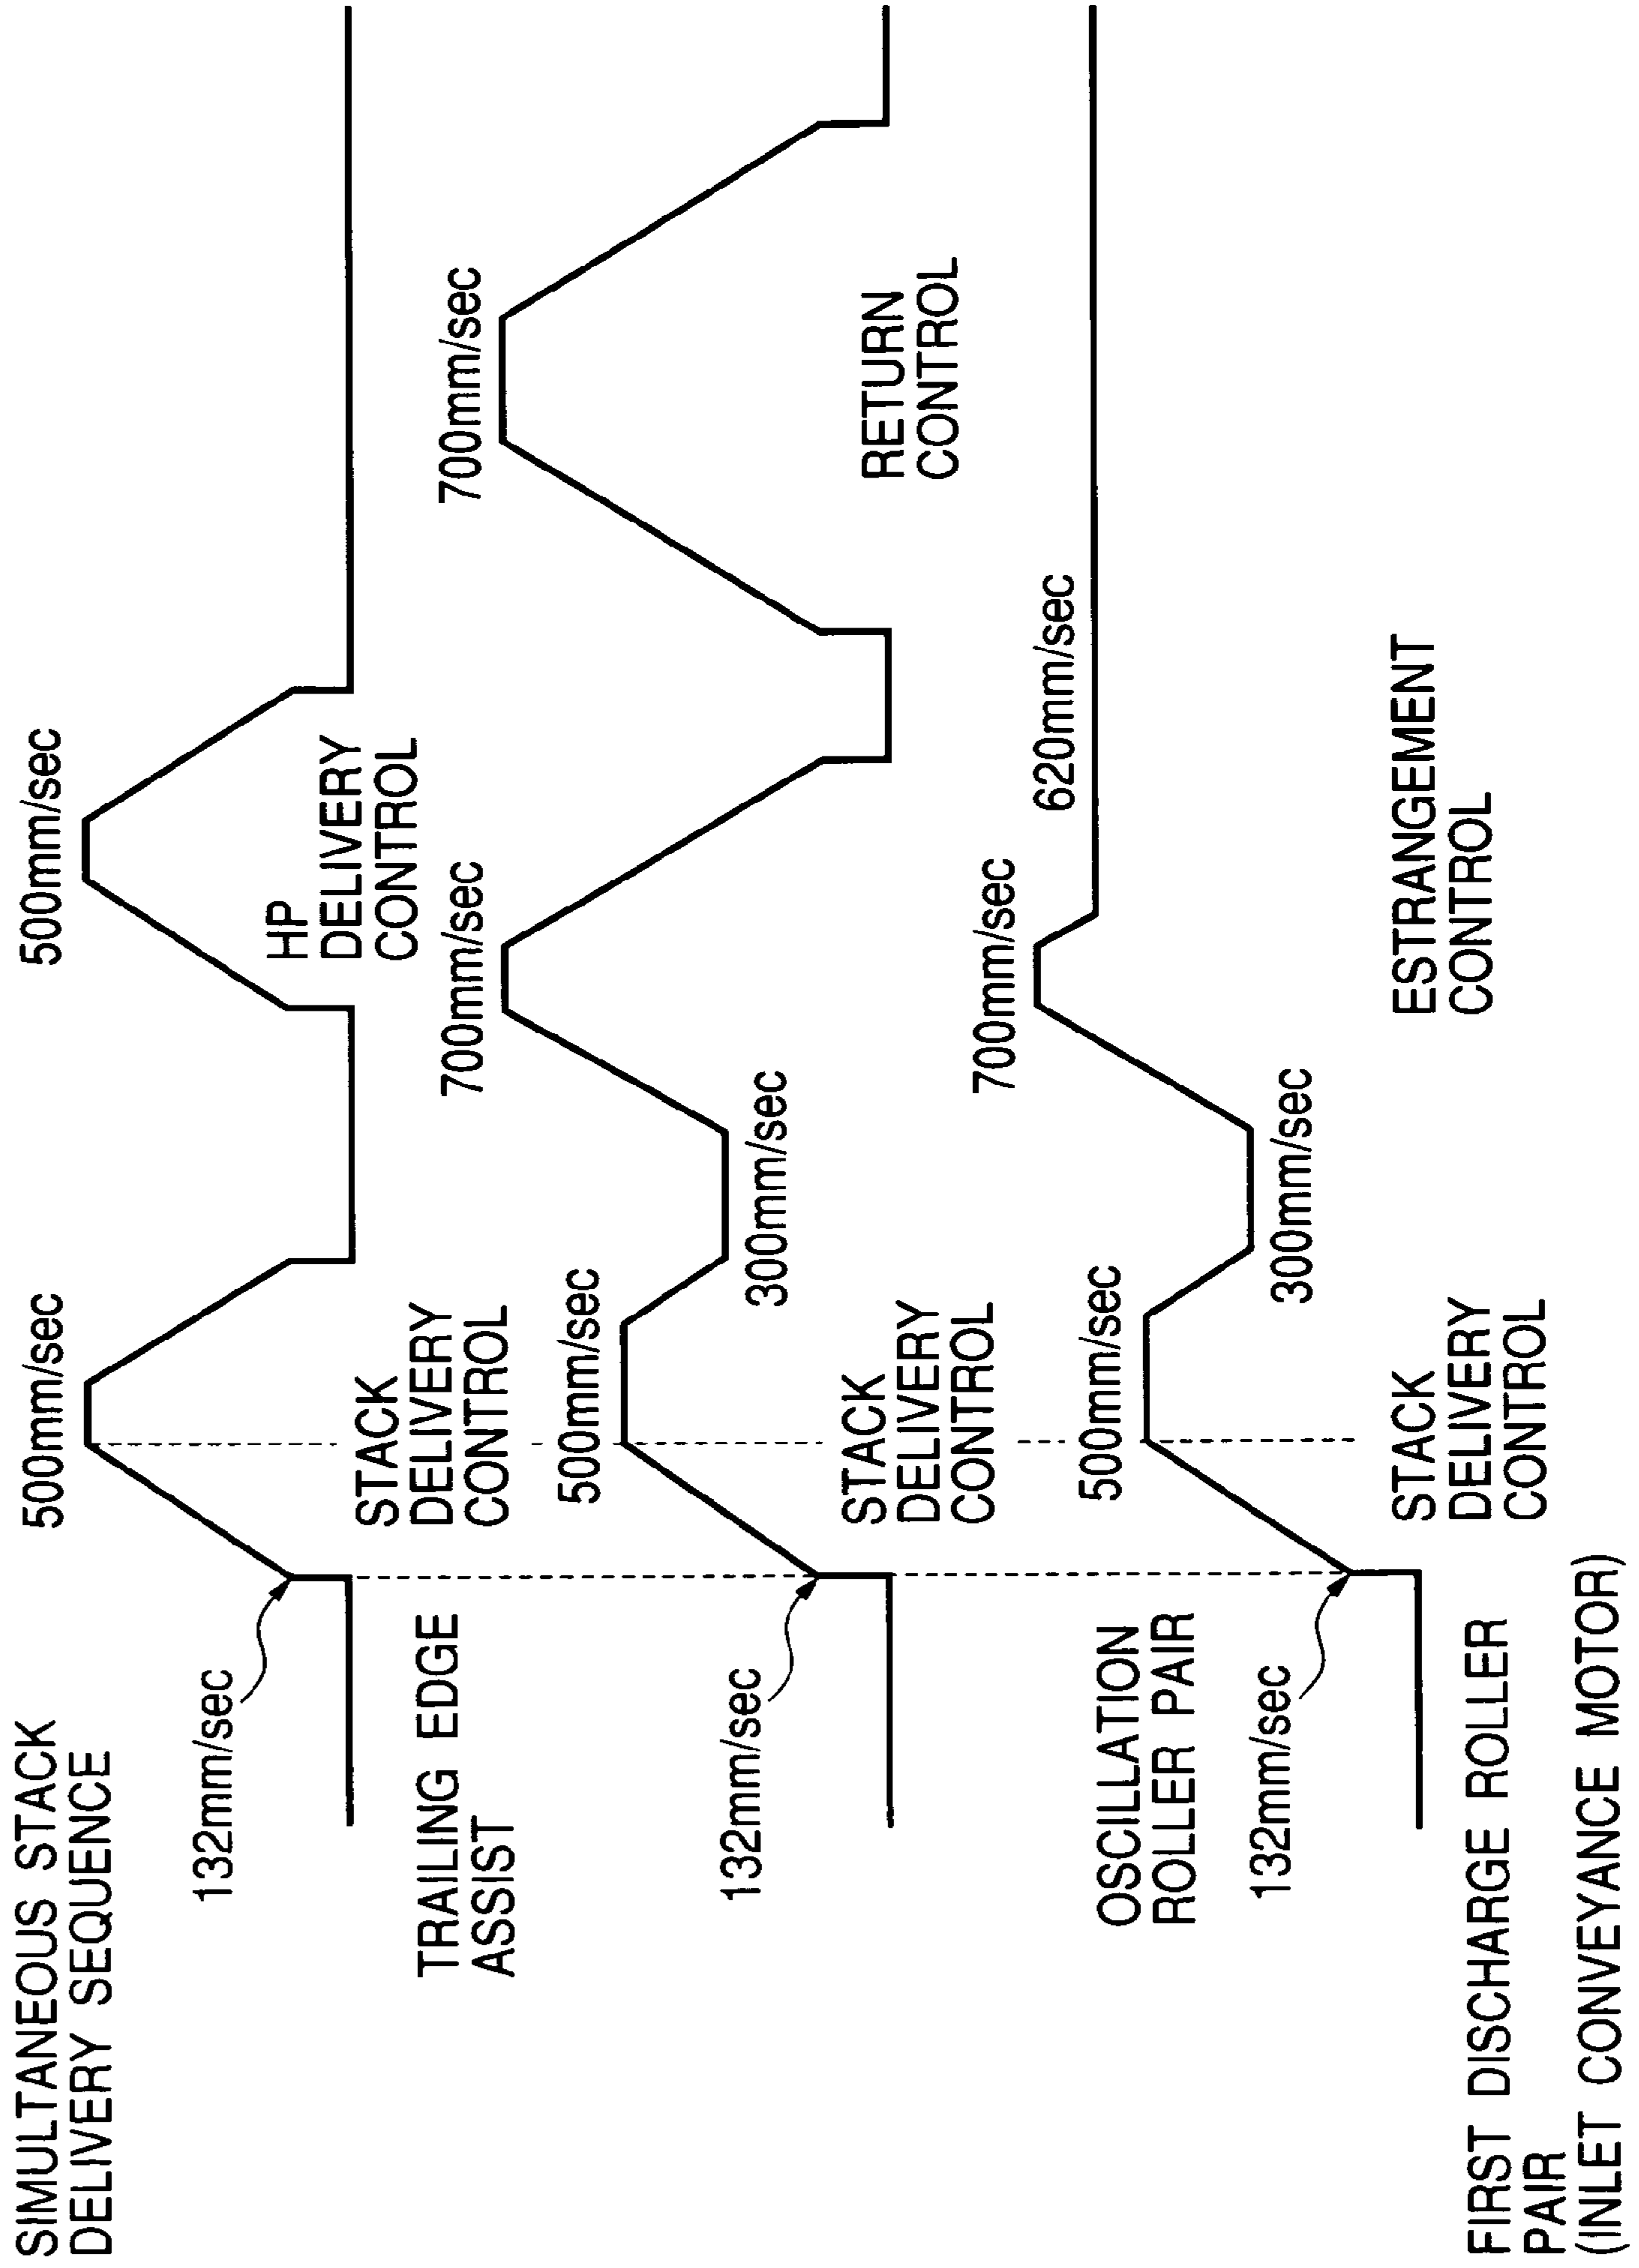 SIMULTANEOUS STACK
DELIVERY SEQUENCE
500mm/sec
500mm/sec
132mm/sec
HP
DELIVERY
CONTROL
STACK
DELIVERY
CONTROL
TRAILING EDGE
ASSIST
700mm/sec
700mm/sec
500mm/sec
300mm/sec
132mm/sec
STACK
DELIVERY
CONTROL
RETURN
CONTROL
OSCILLATION
ROLLER PAIR
700mm/sec
620mm/sec
500mm/sec
300mm/sec
132mm/sec
STACK
DELIVERY
CONTROL
ESTRANGEMENT
CONTROL
FIRST DISCHARGE ROLLER
PAIR
(INLET CONVEYANCE MOTOR)